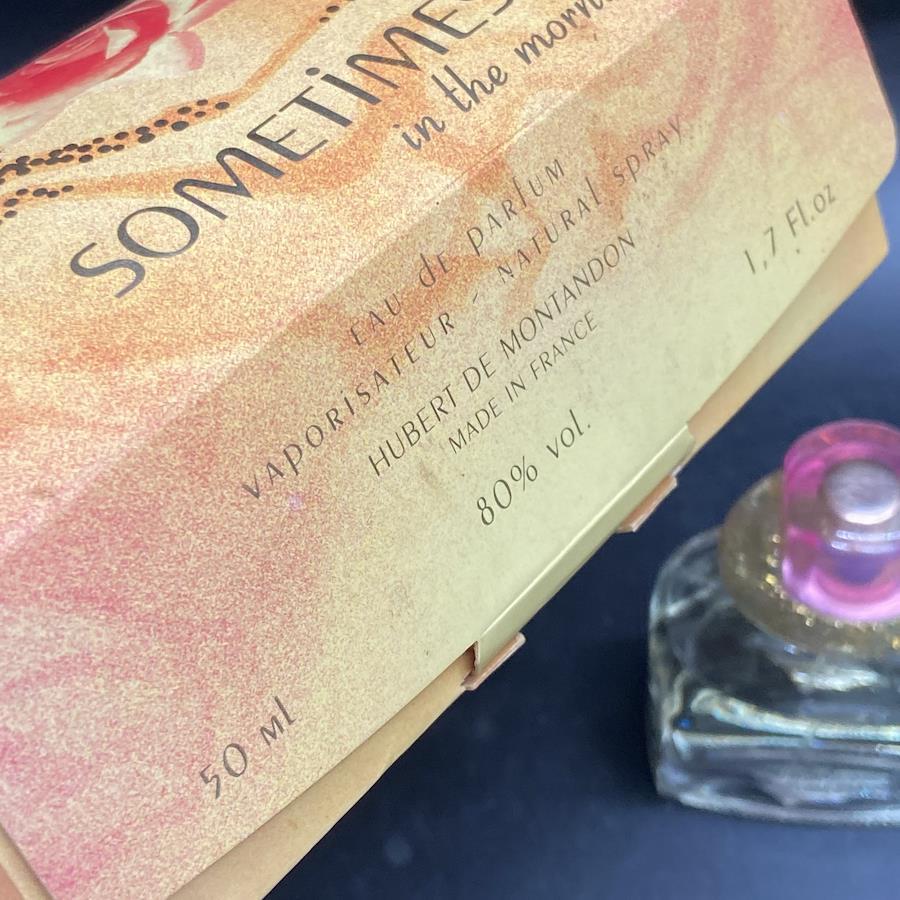 SOMETIMES
in the morn
EAU de PARfUM
VAPORISATEUR - NATURAL SPRAY
HUBERT DE MONTANDON
MADE IN FRANCE
80% vol.
50 ml
1,7 Fl.oz